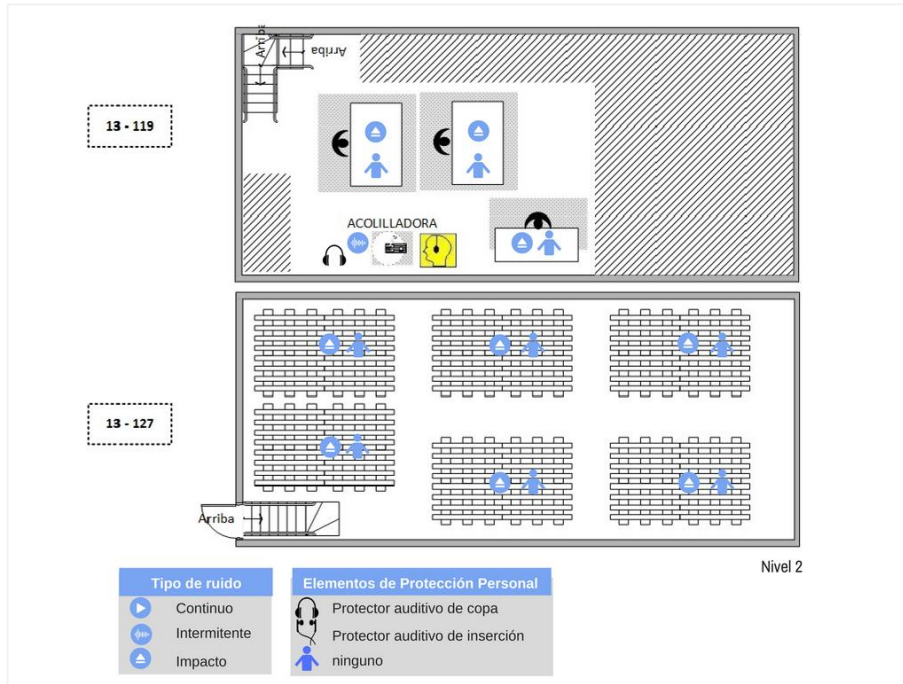 Arriba
Arriba
13 - 119
ACOLILLADORA
13 - 127
Arriba
Nivel 2
Tipo de ruido
Continuo
Intermitente
Impacto
Elementos de Protección Personal
Protector auditivo de copa
Protector auditivo de inserción
ninguno